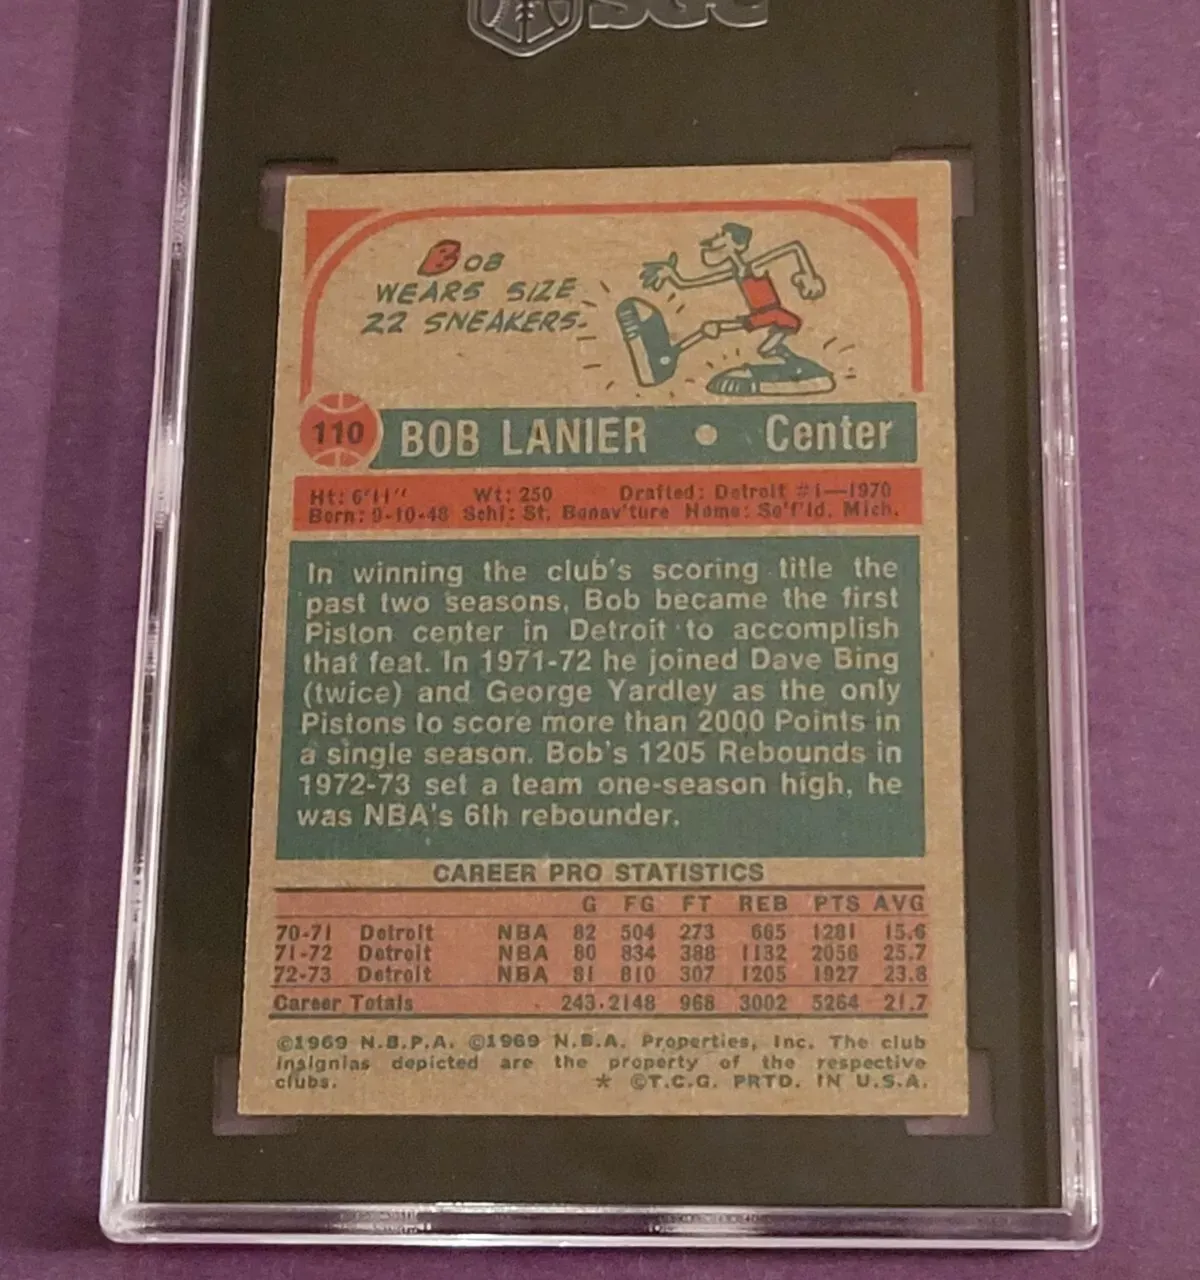 SGC
BOB
WEARS SIZE
22 SNEAKERS.
110 BOB LANIER • Center
Ht: 6'11" Wt: 250 Drafted: Detroit #1—1970
Born: 9-10-48 Schl: St. Bonav'ture Home: So'f'ld, Mich.
In winning the club's scoring title the
past two seasons, Bob became the first
Piston center in Detroit to accomplish
that feat. In 1971-72 he joined Dave Bing
(twice) and George Yardley as the only
Pistons to score more than 2000 Points in
a single season. Bob's 1205 Rebounds in
1972-73 set a team one-season high, he
was NBA's 6th rebounder.
CAREER PRO STATISTICS
G FG FT REB PTS AVG
70-71 Detroit NBA 82 504 273 665 1281 15.6
71-72 Detroit NBA 80 834 388 1132 2056 25.7
72-73 Detroit NBA 81 810 307 1205 1927 23.8
Career Totals 243 2148 968 3002 5264 21.7
©1969 N.B.P.A. ©1969 N.B.A. Properties, Inc. The club
insignias depicted are the property of the respective
clubs. * ©T.C.G. PRTD. IN U.S.A.